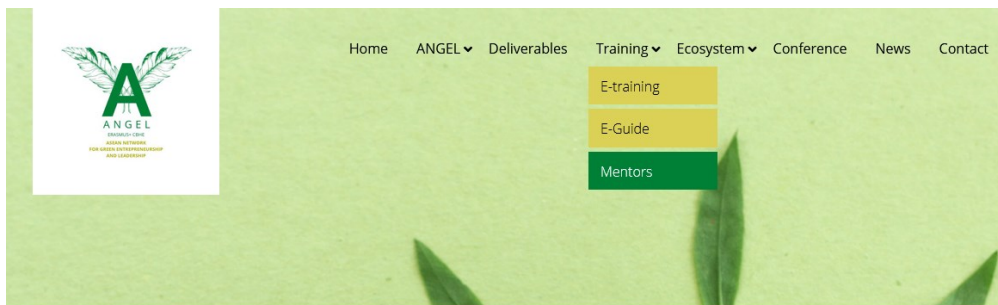 Home ANGEL Deliverables Training Ecosystem Conference News Contact
E-training
E-Guide
Mentors
A
ANGEL
ERASMUS+ CBHE
ASEAN NETWORK
FOR GREEN ENTREPRENEURSHIP
AND LEADERSHIP